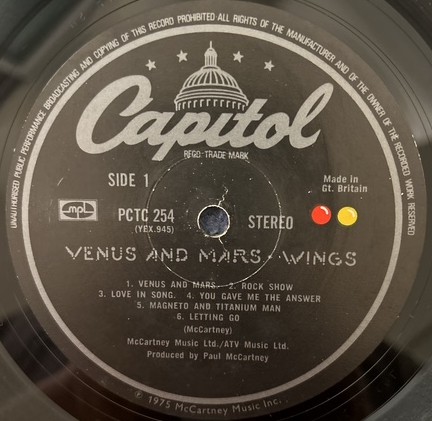 UNAUTHORISED PUBLIC PERFORMANCE BROADCASTING AND COPYING OF THIS RECORD PROHIBITED·ALL RIGHTS OF THE MANUFACTURER AND OF THE OWNER OF THE RECORDED WORK RESERVED
Capitol
REGD. TRADE MARK
SIDE 1
Made in
Gt. Britain
mpl
PCTC 254
(YEX.945)
STEREO
VENUS AND MARS · WINGS
1. VENUS AND MARS. 2. ROCK SHOW
3. LOVE IN SONG. 4. YOU GAVE ME THE ANSWER
5. MAGNETO AND TITANIUM MAN
6. LETTING GO
(McCartney)
McCartney Music Ltd./ATV Music Ltd.
Produced by Paul McCartney
℗ 1975 McCartney Music Inc.